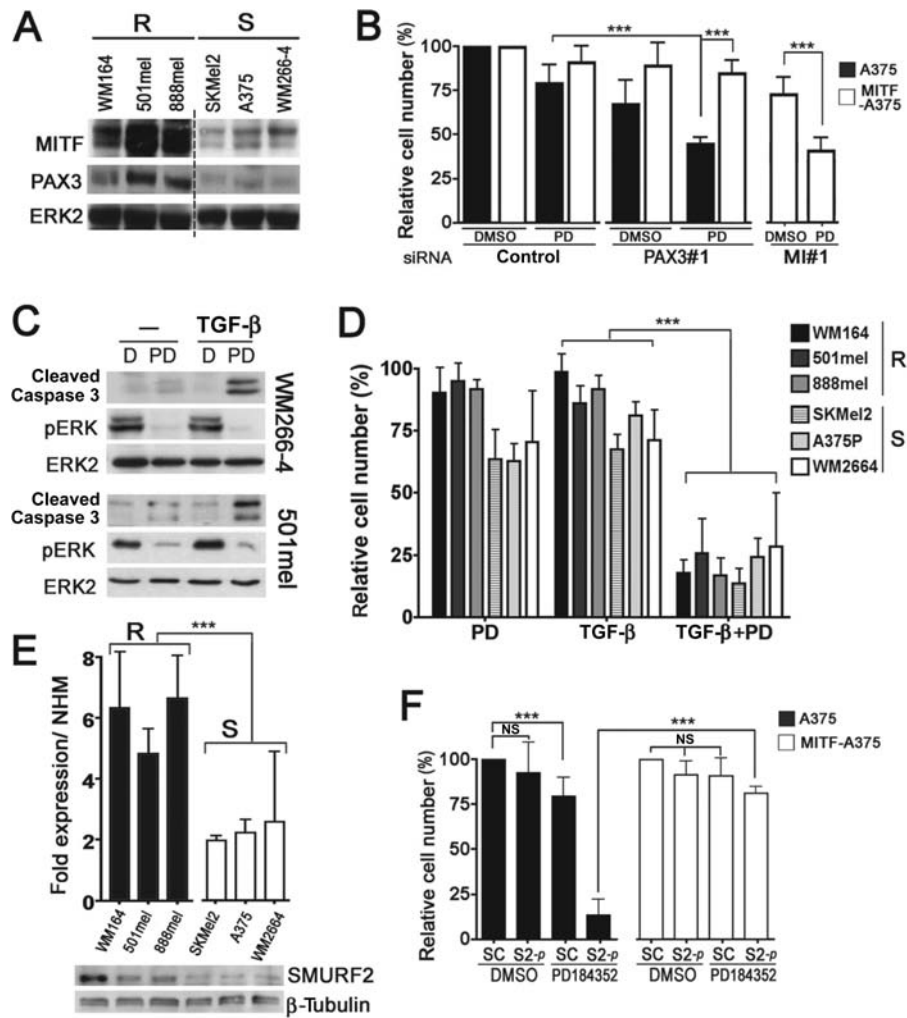 A
R S
WM164 501mel 888mel SKMel2 A375 WM266-4
MITF
PAX3
ERK2
B
Relative cell number (%)
100
75
50
25
0
***
***
***
A375
MITF
-A375
DMSO PD DMSO PD DMSO PD
siRNA Control PAX3#1 MI#1
C
— TGF-β
D PD D PD
Cleaved
Caspase 3
pERK
ERK2
WM266-4
Cleaved
Caspase 3
pERK
ERK2
501mel
D
Relative cell number (%)
100
75
50
25
0
***
WM164
501mel
888mel
R
SKMel2
A375P
WM2664
S
PD TGF-β TGF-β+PD
E
Fold expression/ NHM
8
6
4
2
0
R
***
S
WM164 501mel 888mel SKMel2 A375 WM2664
SMURF2
β-Tubulin
F
Relative cell number (%)
100
75
50
25
0
***
NS
***
NS
A375
MITF-A375
SC S2-p SC S2-p SC S2-p SC S2-p
DMSO PD184352 DMSO PD184352